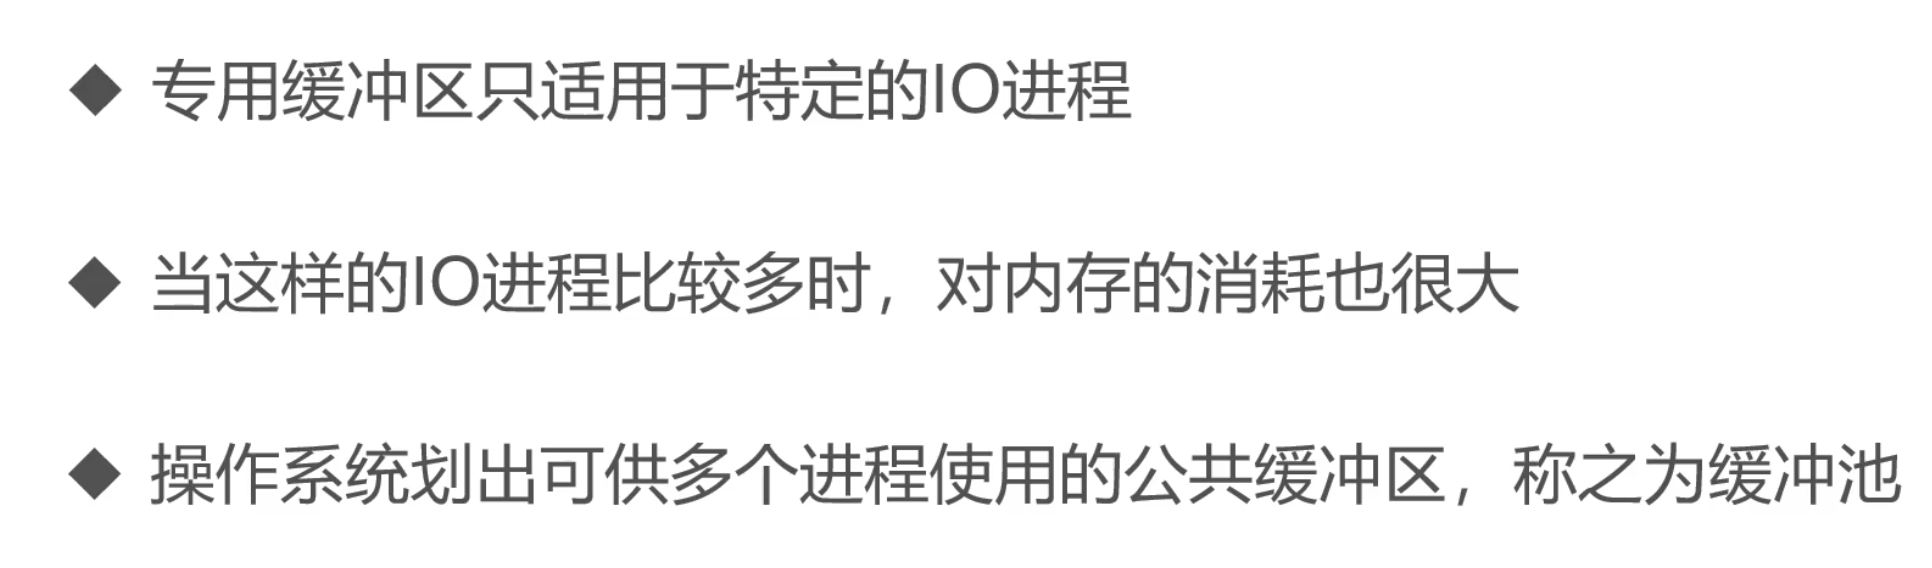 ◆ 专用缓冲区只适用于特定的IO进程
◆ 当这样的IO进程比较多时，对内存的消耗也很大
◆ 操作系统划出可供多个进程使用的公共缓冲区，称之为缓冲池